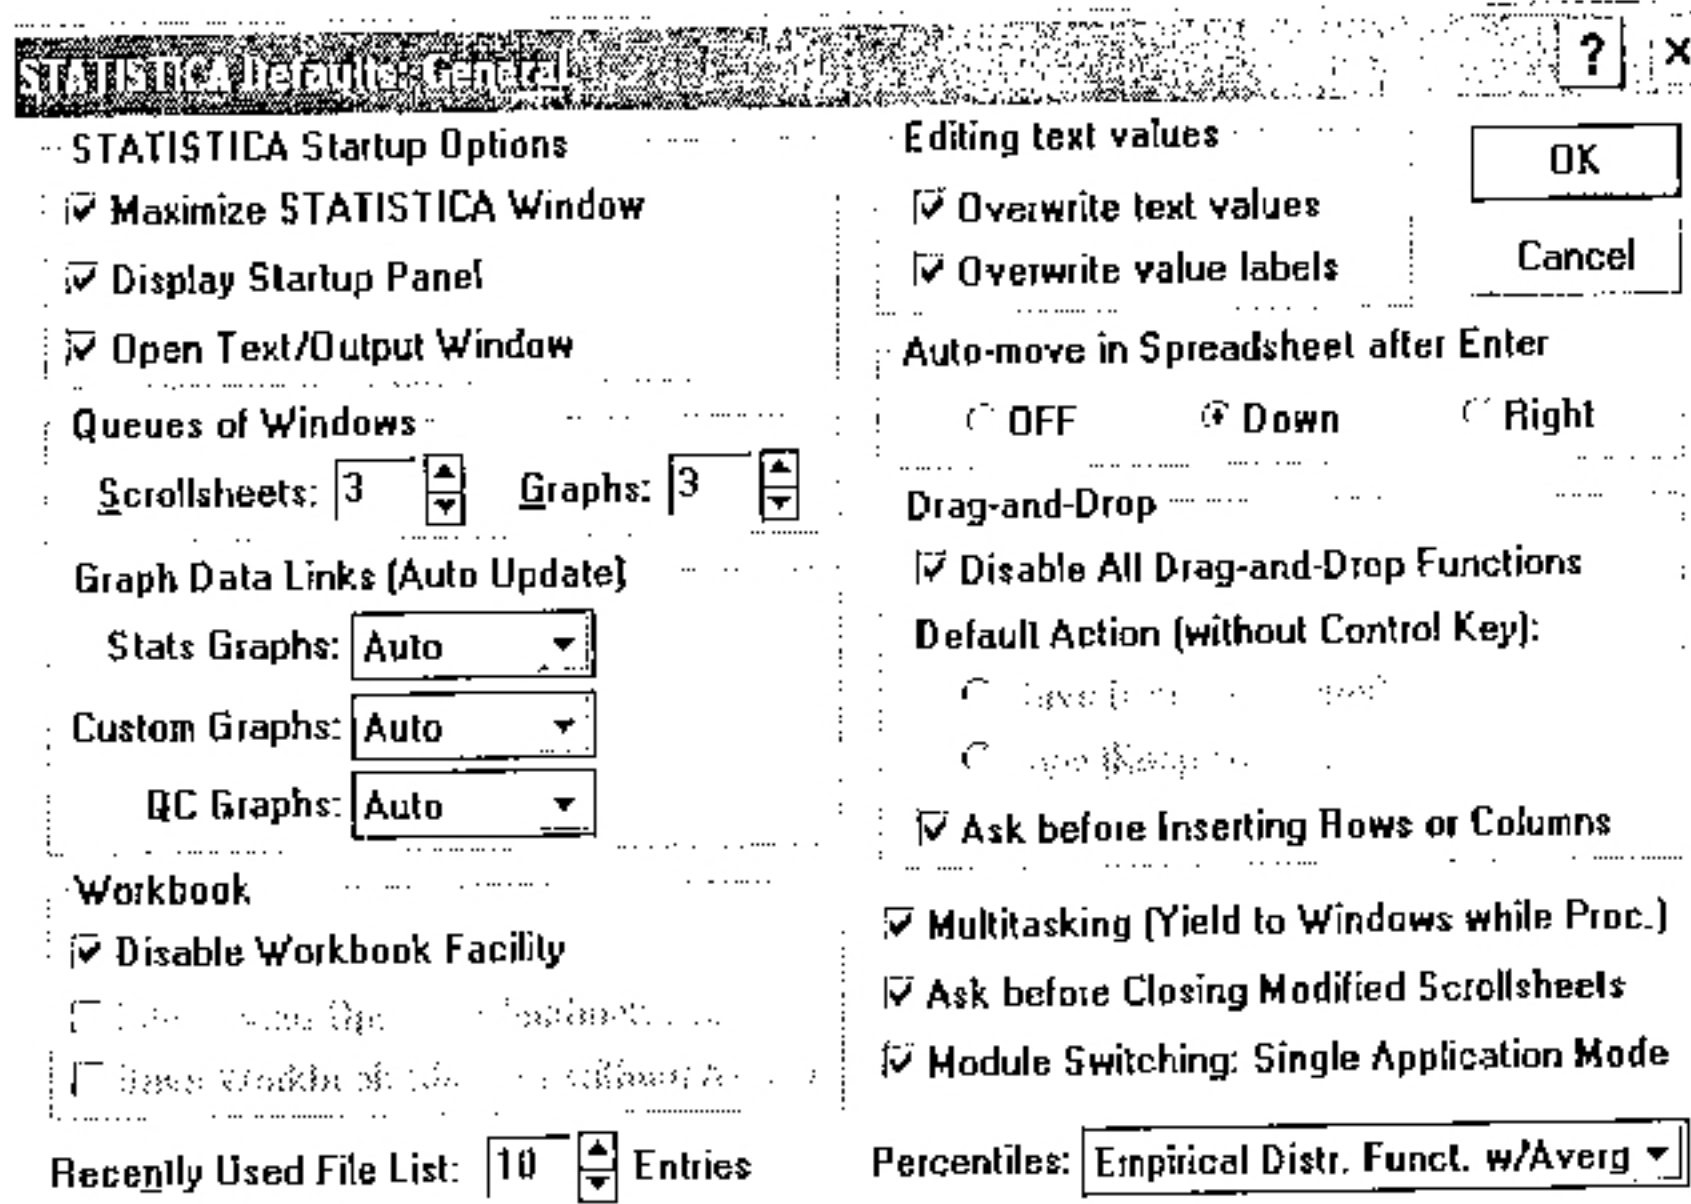 STATISTICA Defaults: General
?
×
STATISTICA Startup Options
Maximize STATISTICA Window
Display Startup Panel
Open Text/Output Window
Queues of Windows
Scrollsheets: 3
Graphs: 3
Graph Data Links (Auto Update)
Stats Graphs: Auto
Custom Graphs: Auto
QC Graphs: Auto
Workbook
Disable Workbook Facility
Recently Used File List: 10 Entries
Editing text values
Overwrite text values
Overwrite value labels
OK
Cancel
Auto-move in Spreadsheet after Enter
OFF
Down
Right
Drag-and-Drop
Disable All Drag-and-Drop Functions
Default Action (without Control Key):
Ask before Inserting Rows or Columns
Multitasking (Yield to Windows while Proc.)
Ask before Closing Modified Scrollsheets
Module Switching: Single Application Mode
Percentiles: Empirical Distr. Funct. w/Averg